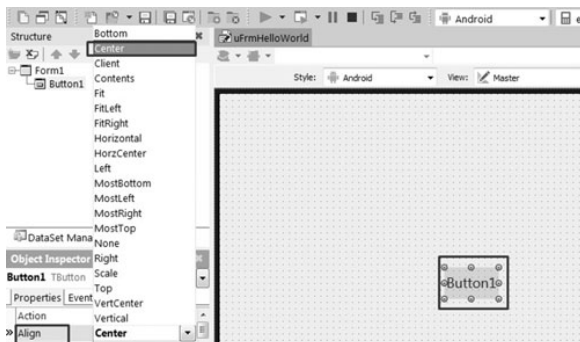 Android
Structure
Bottom
Center
Client
Contents
Fit
FitLeft
FitRight
Horizontal
HorzCenter
Left
MostBottom
MostLeft
MostRight
MostTop
None
Right
Scale
Top
VertCenter
Vertical
Form1
Button1
DataSet Mana
Object Inspector
Button1 TButton
Properties Event
Action
Align Center
uFrmHelloWorld
Style: Android View: Master
Button1